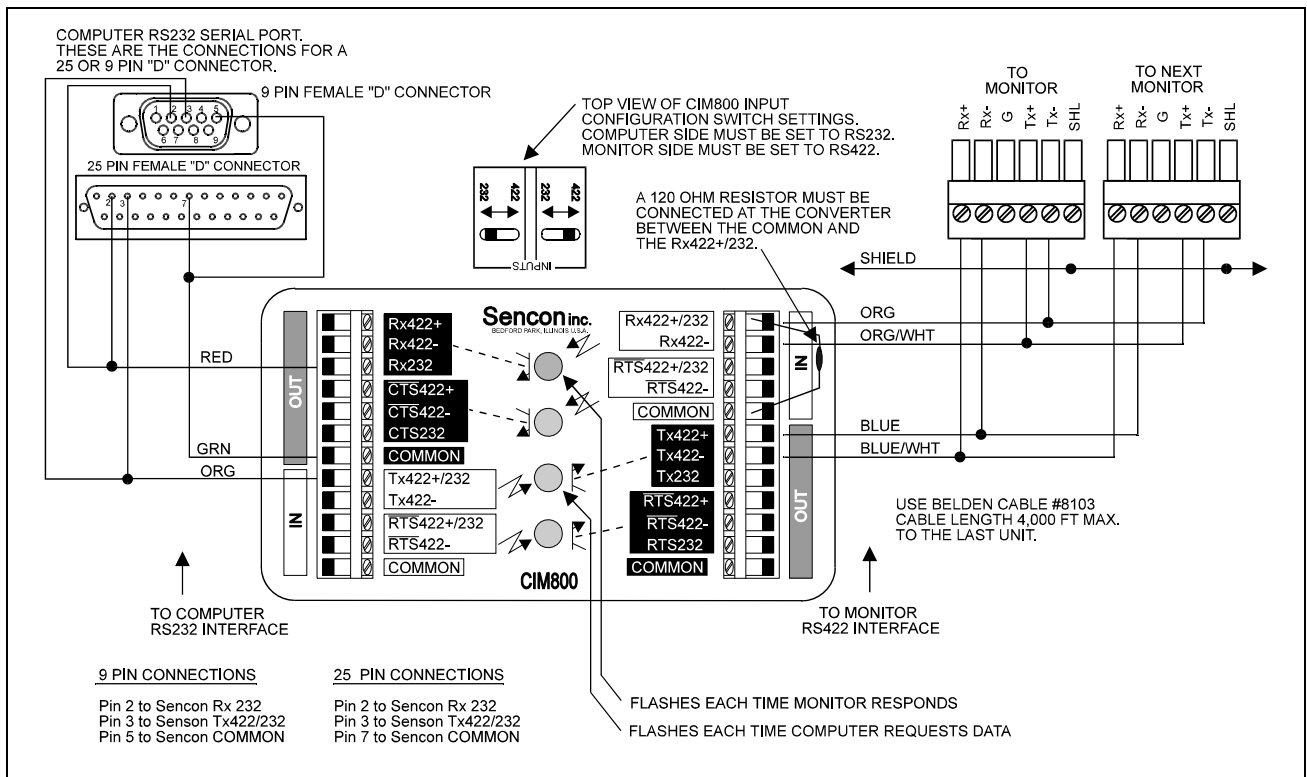 COMPUTER RS232 SERIAL PORT.
THESE ARE THE CONNECTIONS FOR A
25 OR 9 PIN "D" CONNECTOR.
9 PIN FEMALE "D" CONNECTOR
1 2 3 4 5
6 7 8 9
25 PIN FEMALE "D" CONNECTOR
2 3 7
TOP VIEW OF CIM800 INPUT
CONFIGURATION SWITCH SETTINGS.
COMPUTER SIDE MUST BE SET TO RS232.
MONITOR SIDE MUST BE SET TO RS422.
232 422 232 422
INPUTS
A 120 OHM RESISTOR MUST BE
CONNECTED AT THE CONVERTER
BETWEEN THE COMMON AND
THE Rx422+/232.
TO
MONITOR
Rx+ Rx- G Tx+ Tx- SHL
TO NEXT
MONITOR
Rx+ Rx- G Tx+ Tx- SHL
SHIELD
ORG
ORG/WHT
BLUE
BLUE/WHT
RED
GRN
ORG
OUT
IN
Rx422+
Rx422-
Rx232
CTS422+
CTS422-
CTS232
COMMON
Tx422+/232
Tx422-
RTS422+/232
RTS422-
COMMON
Sencon inc.
BEDFORD PARK, ILLINOIS U.S.A.
CIM800
Rx422+/232
Rx422-
RTS422+/232
RTS422-
COMMON
Tx422+
Tx422-
Tx232
RTS422+
RTS422-
RTS232
COMMON
IN
OUT
USE BELDEN CABLE #8103
CABLE LENGTH 4,000 FT MAX.
TO THE LAST UNIT.
TO COMPUTER
RS232 INTERFACE
TO MONITOR
RS422 INTERFACE
9 PIN CONNECTIONS
Pin 2 to Sencon Rx 232
Pin 3 to Senson Tx422/232
Pin 5 to Sencon COMMON
25 PIN CONNECTIONS
Pin 2 to Sencon Rx 232
Pin 3 to Senson Tx422/232
Pin 7 to Sencon COMMON
FLASHES EACH TIME MONITOR RESPONDS
FLASHES EACH TIME COMPUTER REQUESTS DATA